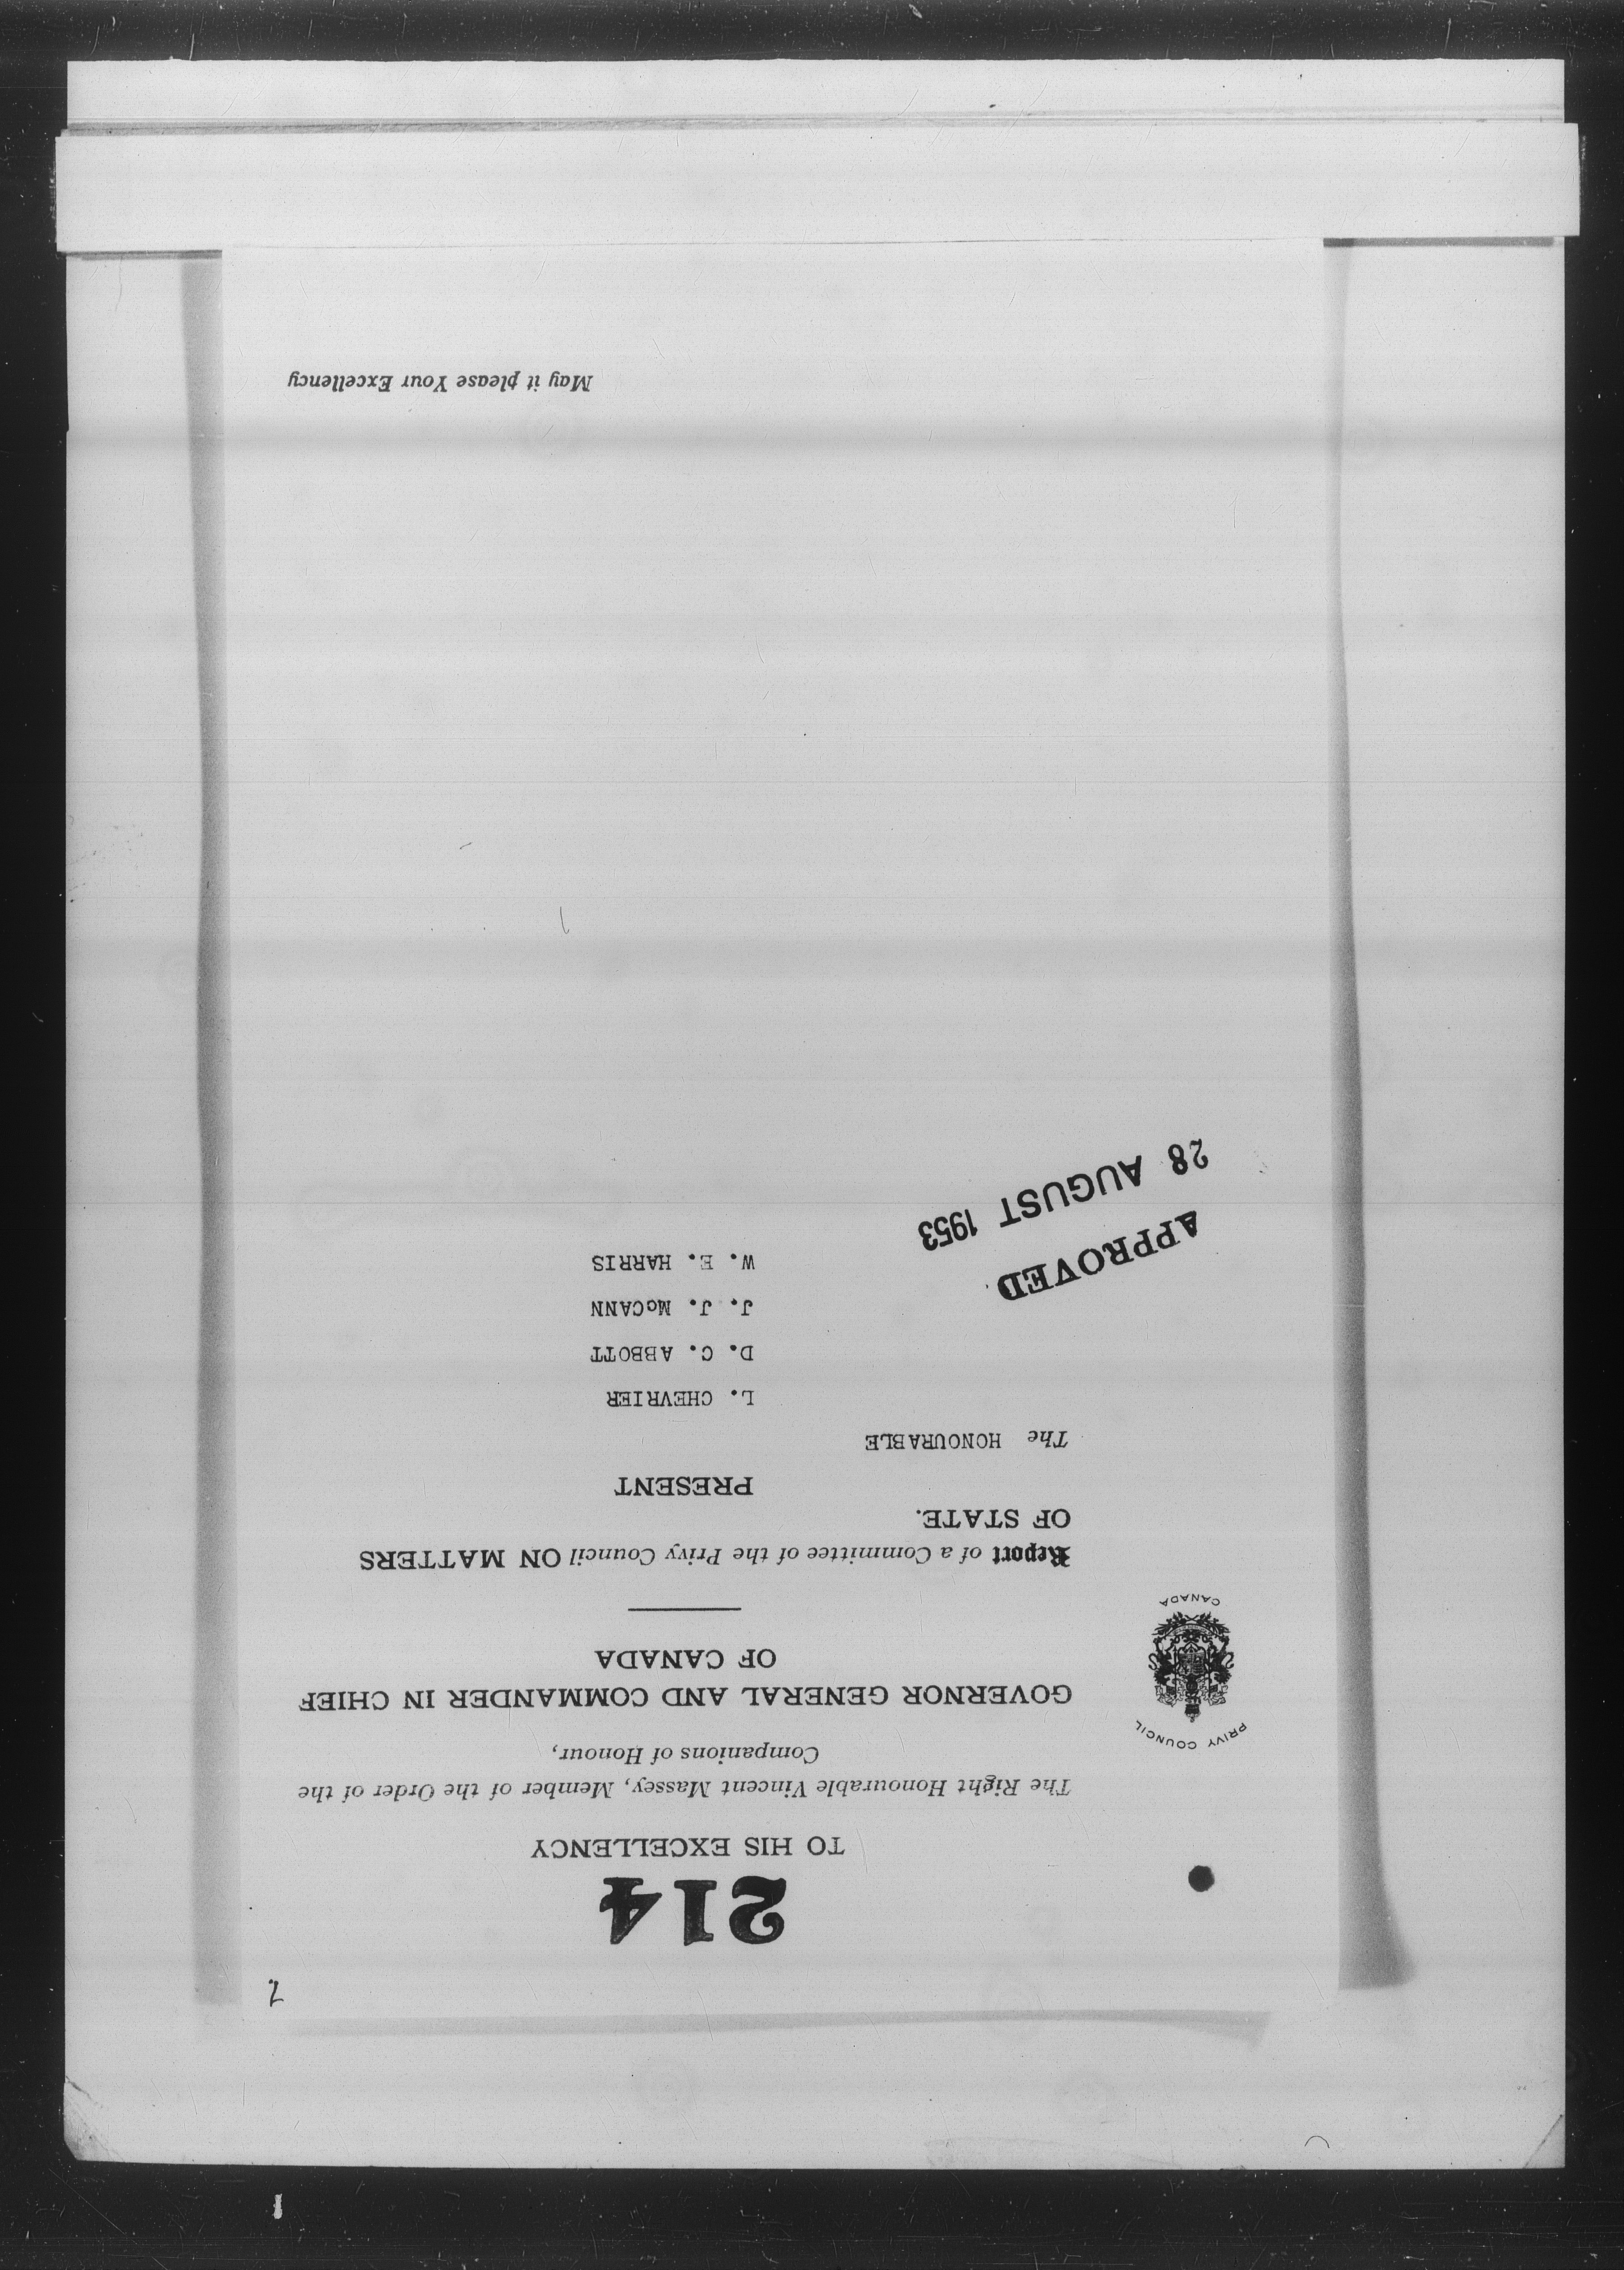 214
TO HIS EXCELLENCY
The Right Honourable Vincent Massey, Member of the Order of the
Companions of Honour,
PRIVY COUNCIL
CANADA
GOVERNOR GENERAL AND COMMANDER IN CHIEF
OF CANADA
Report of a Committee of the Privy Council ON MATTERS
OF STATE.
PRESENT
The HONOURABLE
L. CHEVRIER
D. C. ABBOTT
J. J. McCANN
W. E. HARRIS
APPROVED
28 AUGUST 1953
May it please Your Excellency